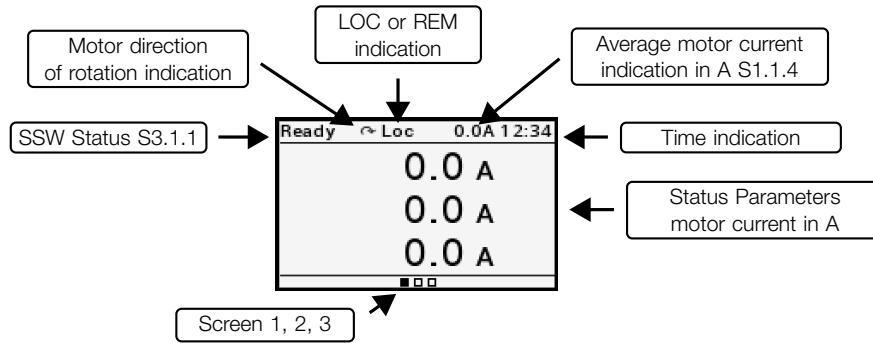 Motor direction
of rotation indication
LOC or REM
indication
Average motor current
indication in A S1.1.4
SSW Status S3.1.1
Ready ↷ Loc 0.0A 12:34
Time indication
0.0 A
0.0 A
0.0 A
Status Parameters
motor current in A
Screen 1, 2, 3